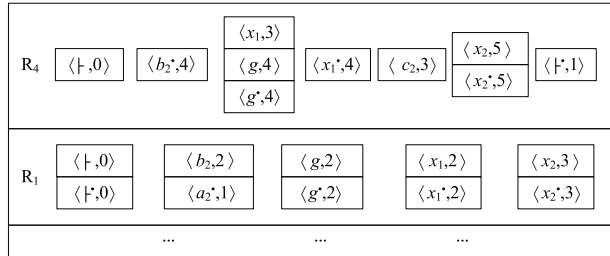 ⟨x₁,3⟩
R₄ ⟨⊢,0⟩ ⟨b₂•,4⟩ ⟨g,4⟩ ⟨x₁•,4⟩ ⟨c₂,3⟩ ⟨x₂,5⟩ ⟨⊢•,1⟩
⟨g•,4⟩ ⟨x₂•,5⟩
R₁ ⟨⊢,0⟩ ⟨b₂,2⟩ ⟨g,2⟩ ⟨x₁,2⟩ ⟨x₂,3⟩
⟨⊢•,0⟩ ⟨a₂•,1⟩ ⟨g•,2⟩ ⟨x₁•,2⟩ ⟨x₂•,3⟩
... ... ...